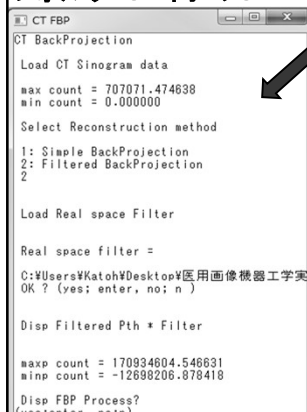 CT FBP
CT BackProjection
Load CT Sinogram data
max count = 707071.474638
min count = 0.000000
Select Reconstruction method
1: Simple BackProjection
2: Filtered BackProjection
2
Load Real space Filter
Real space filter =
C:¥Users¥Katoh¥Desktop¥医用画像機器工学実
OK ? (yes; enter, no; n )
Disp Filtered Pth * Filter
maxp count = 170934604.546631
minp count = -12698206.878418
Disp FBP Process?